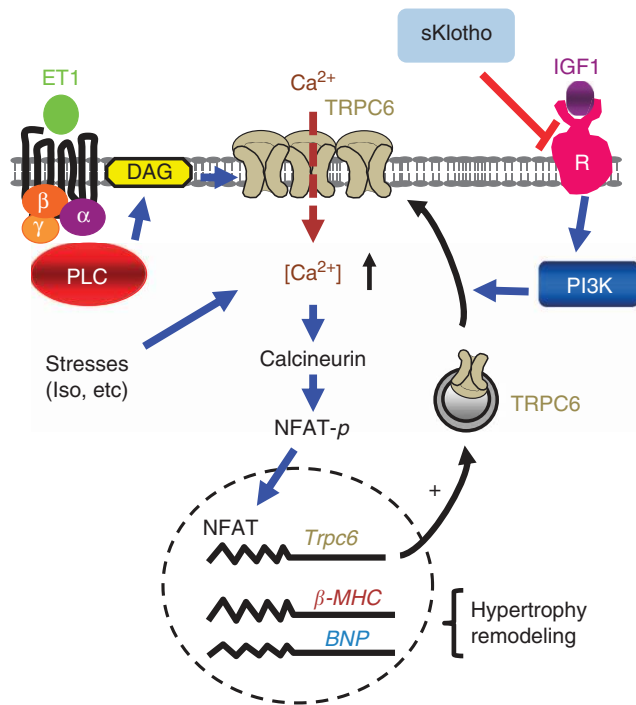 sKlotho
ET1
Ca2+
TRPC6
IGF1
DAG
R
β
γ
α
PLC
[Ca2+]
PI3K
Stresses
(Iso, etc)
Calcineurin
TRPC6
NFAT-p
+
NFAT
Trpc6
β-MHC
BNP
Hypertrophy
remodeling